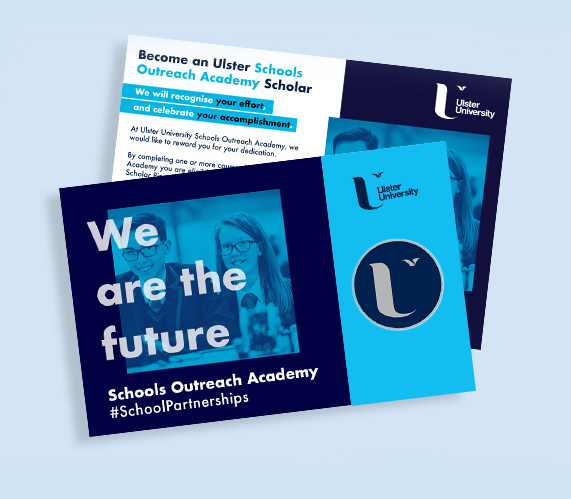 Become an Ulster Schools
Outreach Academy Scholar
We will recognise your effort,
and celebrate your accomplishment.
At Ulster University Schools Outreach Academy, we
would like to reward you for your dedication.
By completing one or more
Academy you are
Scholar
Ulster
University
Ulster
University
We
are the
future
Schools Outreach Academy
#SchoolPartnerships